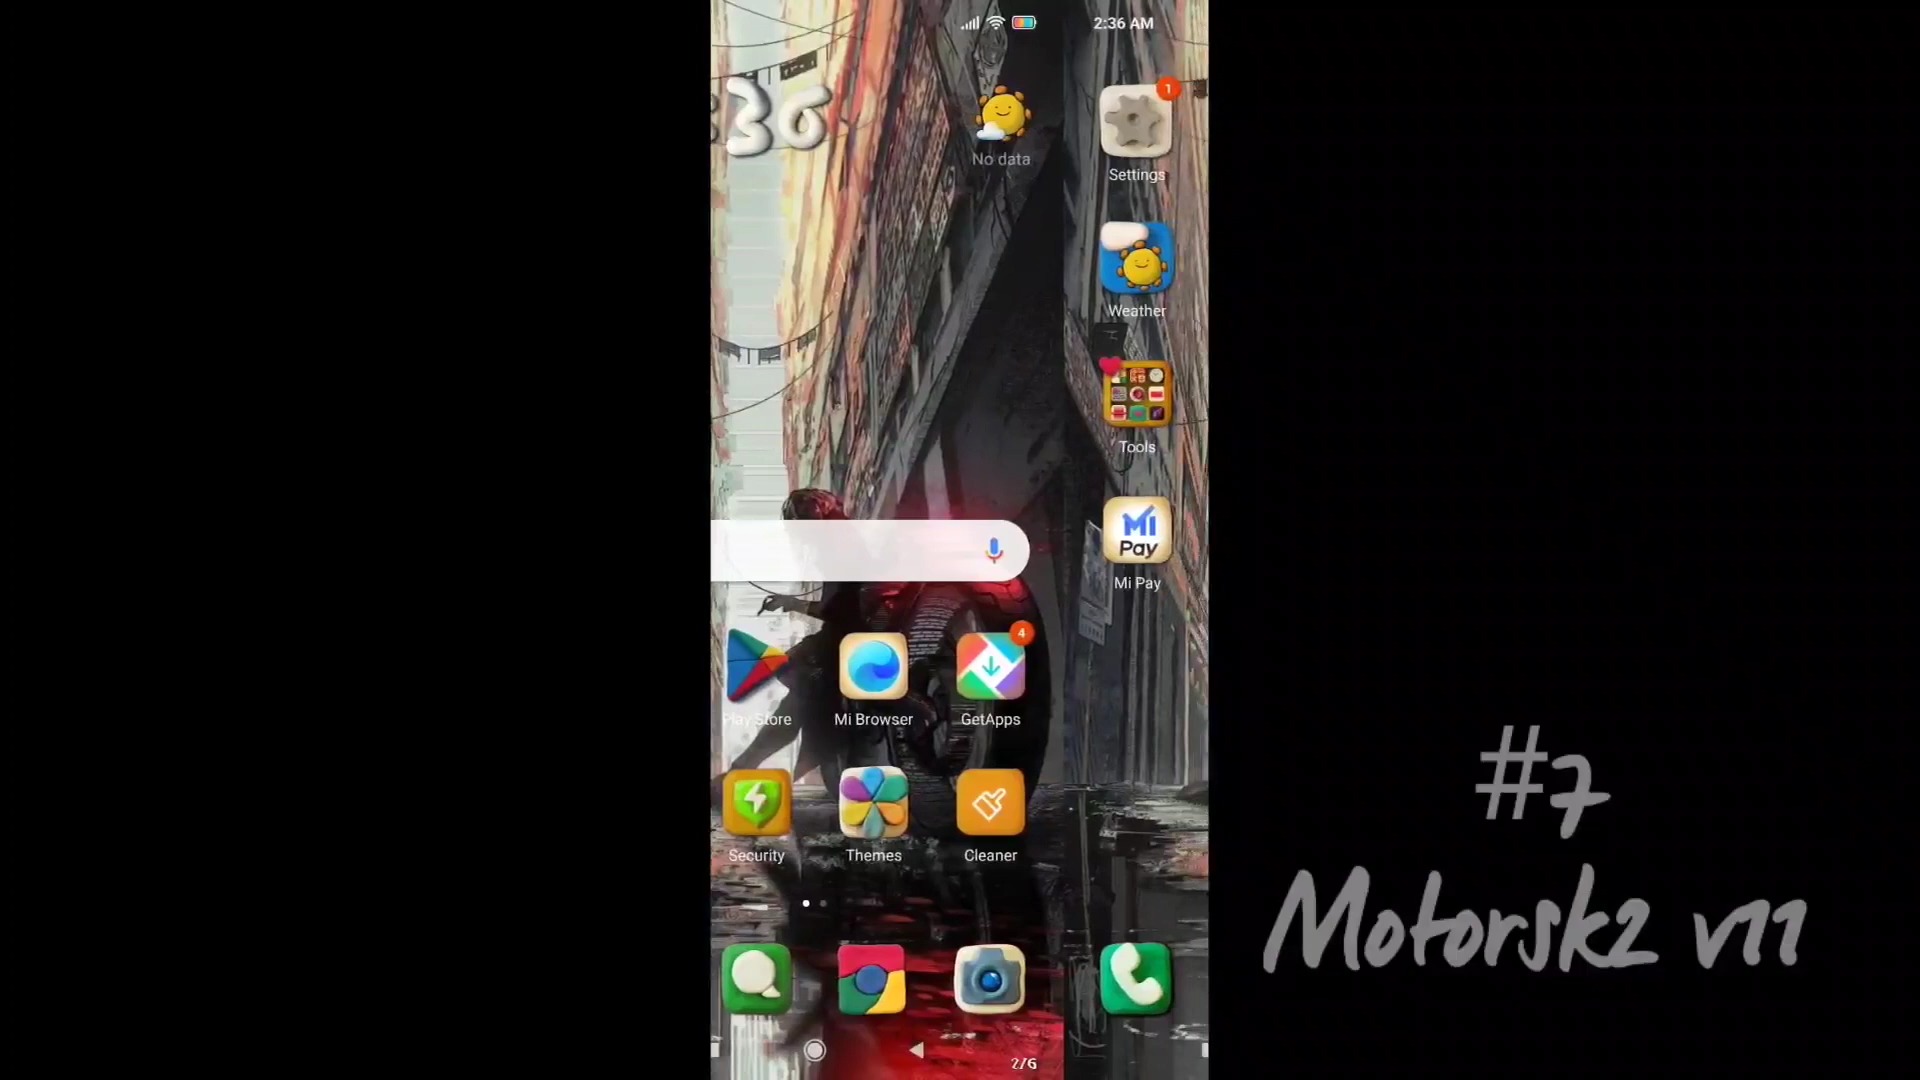 2:36 AM
36
No data
1
Settings
Weather
Tools
MI
Pay
Mi Pay
4
Play Store
Mi Browser
GetApps
Security
Themes
Cleaner
2/6
#7
Motorsk2 v11